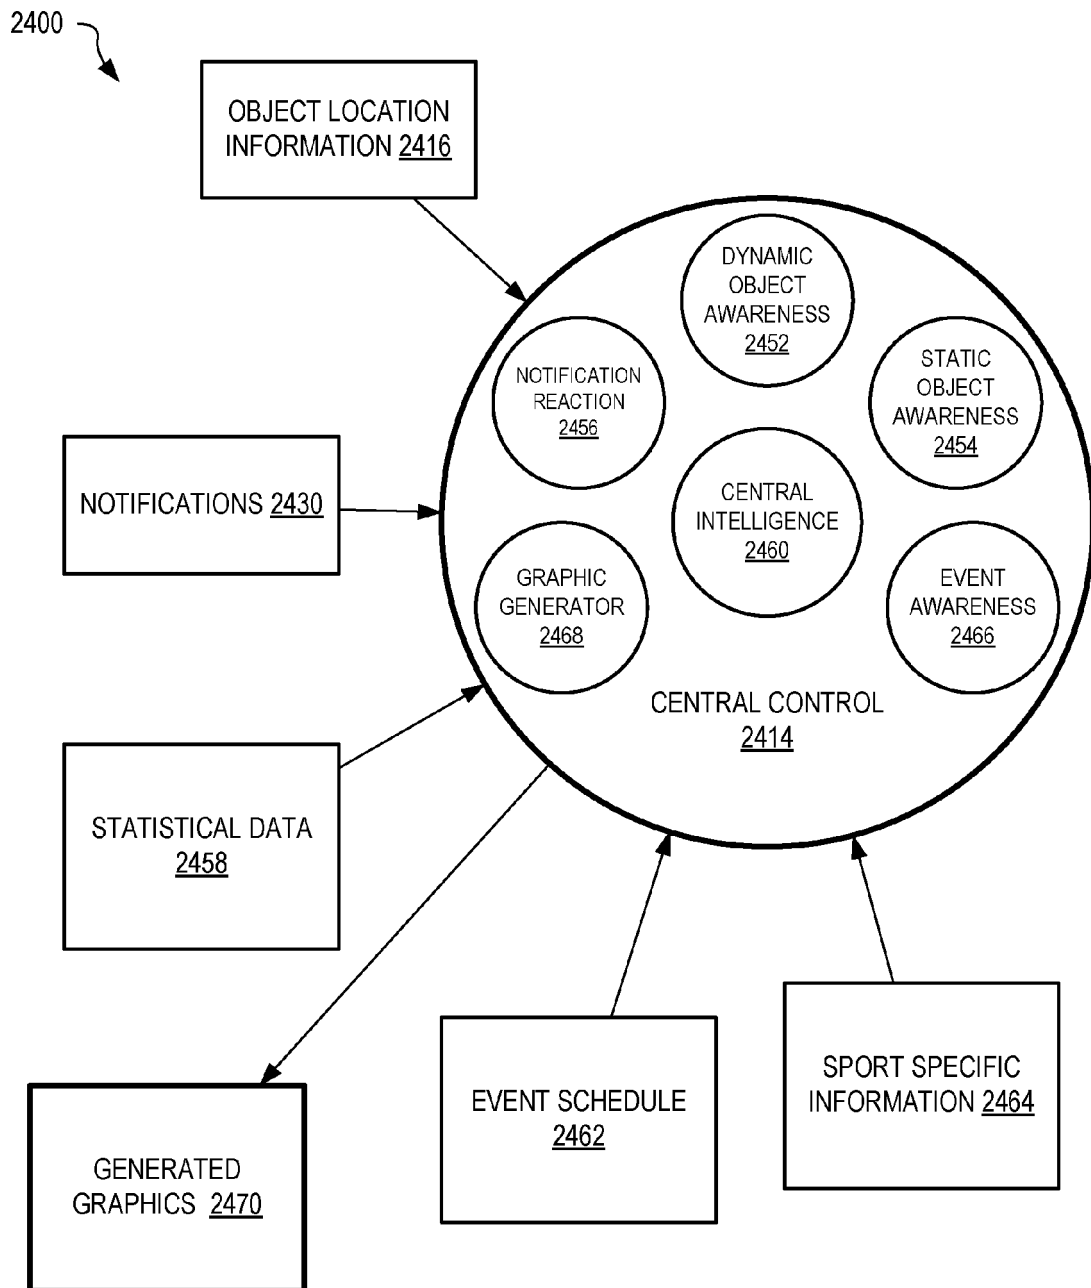 2400
OBJECT LOCATION
INFORMATION 2416
DYNAMIC
OBJECT
AWARENESS
2452
NOTIFICATION
REACTION
2456
STATIC
OBJECT
AWARENESS
2454
NOTIFICATIONS 2430
CENTRAL
INTELLIGENCE
2460
GRAPHIC
GENERATOR
2468
EVENT
AWARENESS
2466
CENTRAL CONTROL
2414
STATISTICAL DATA
2458
EVENT SCHEDULE
2462
SPORT SPECIFIC
INFORMATION 2464
GENERATED
GRAPHICS 2470